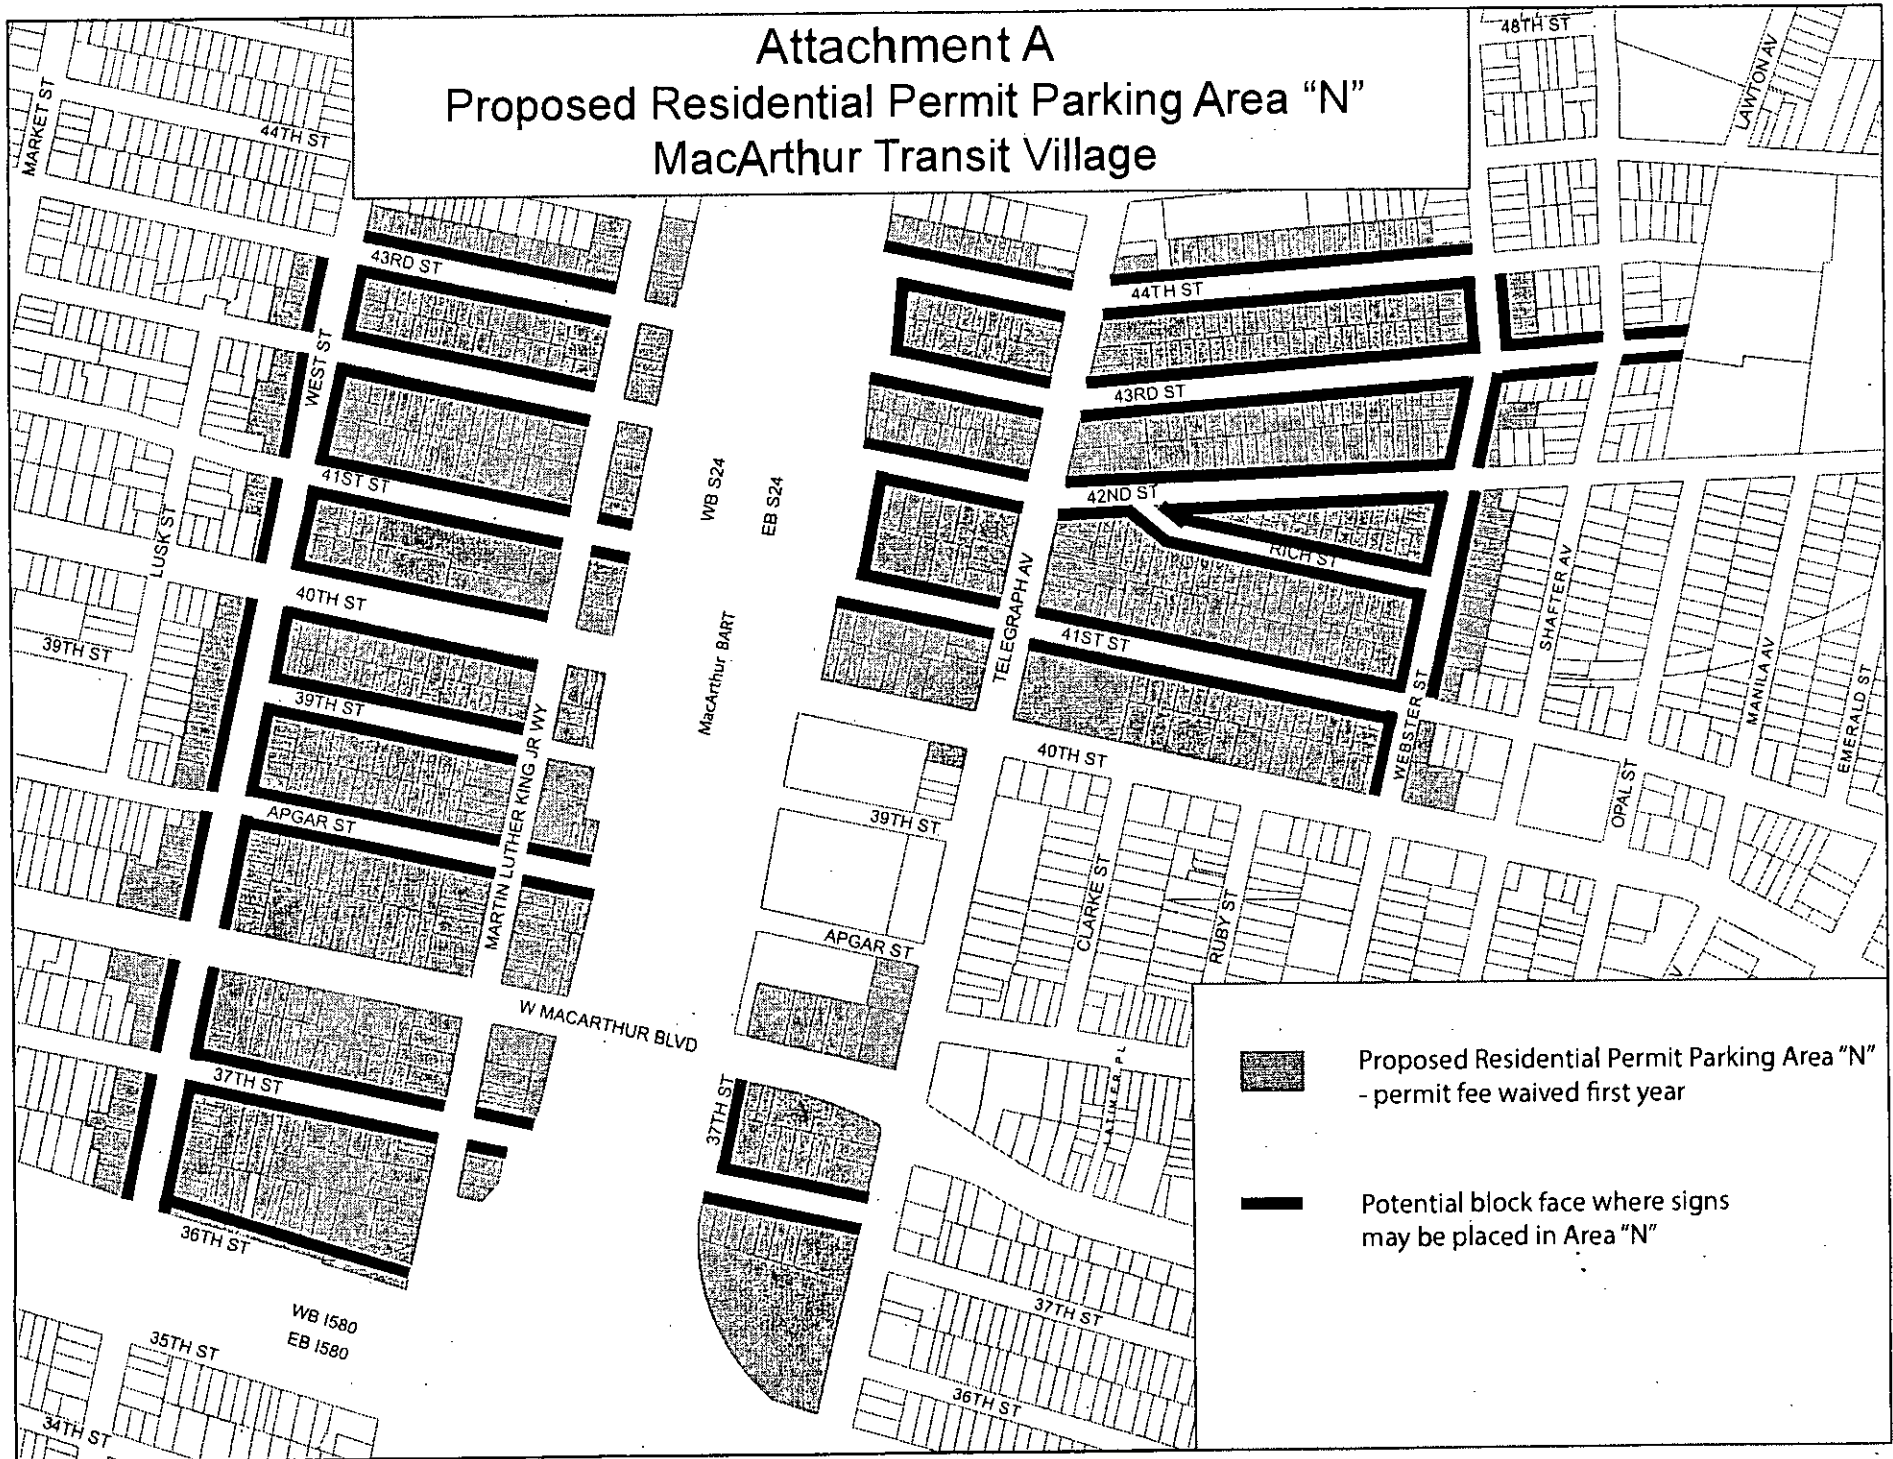 Attachment A
Proposed Residential Permit Parking Area “N”
MacArthur Transit Village
48TH ST
LAWTON AV
MARKET ST
44TH ST
43RD ST
44TH ST
WEST ST
43RD ST
41ST ST
WB S24
EB S24
42ND ST
LUSK ST
RICH ST
SHAFTER AV
TELEGRAPH AV
40TH ST
39TH ST
MacArthur BART
41ST ST
39TH ST
MARTIN LUTHER KING JR WY
WEBSTER ST
MANILA AV
EMERALD ST
40TH ST
OPAL ST
APGAR ST
39TH ST
CLARKE ST
RUBY ST
APGAR ST
W MACARTHUR BLVD
37TH ST
37TH ST
LATIMER PL
36TH ST
WB I580
EB I580
35TH ST
34TH ST
37TH ST
36TH ST
Proposed Residential Permit Parking Area “N”
- permit fee waived first year
Potential block face where signs
may be placed in Area “N”